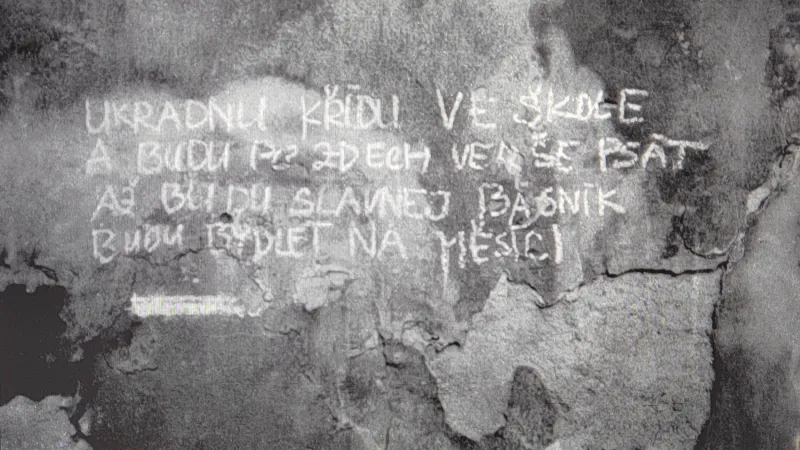 UKRADNU KŘÍDU VE ŠKOLE
A BUDU PO ZDECH VERŠE PSÁT
AŽ BUDU SLAVNEJ BÁSNÍK
BUDU BYDLET NA MĚSÍCI